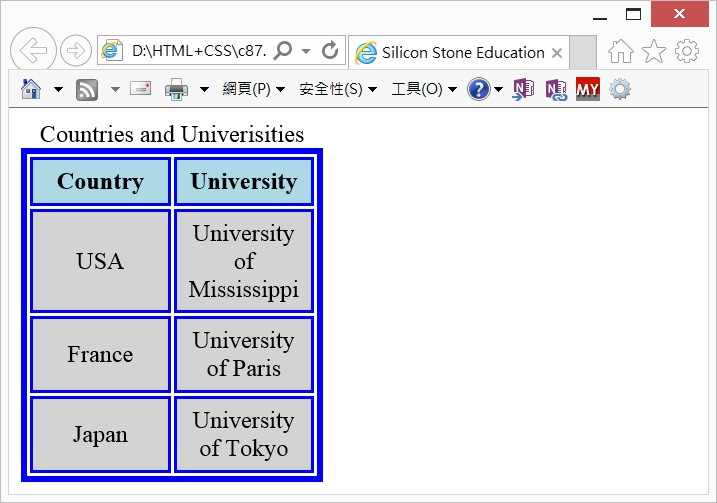 D:\HTML+CSS\c87.
Silicon Stone Education
網頁(P) 安全性(S) 工具(O) ? N N MY
Countries and Univerisities
Country University
USA University
of
Mississippi
France University
of Paris
Japan University
of Tokyo